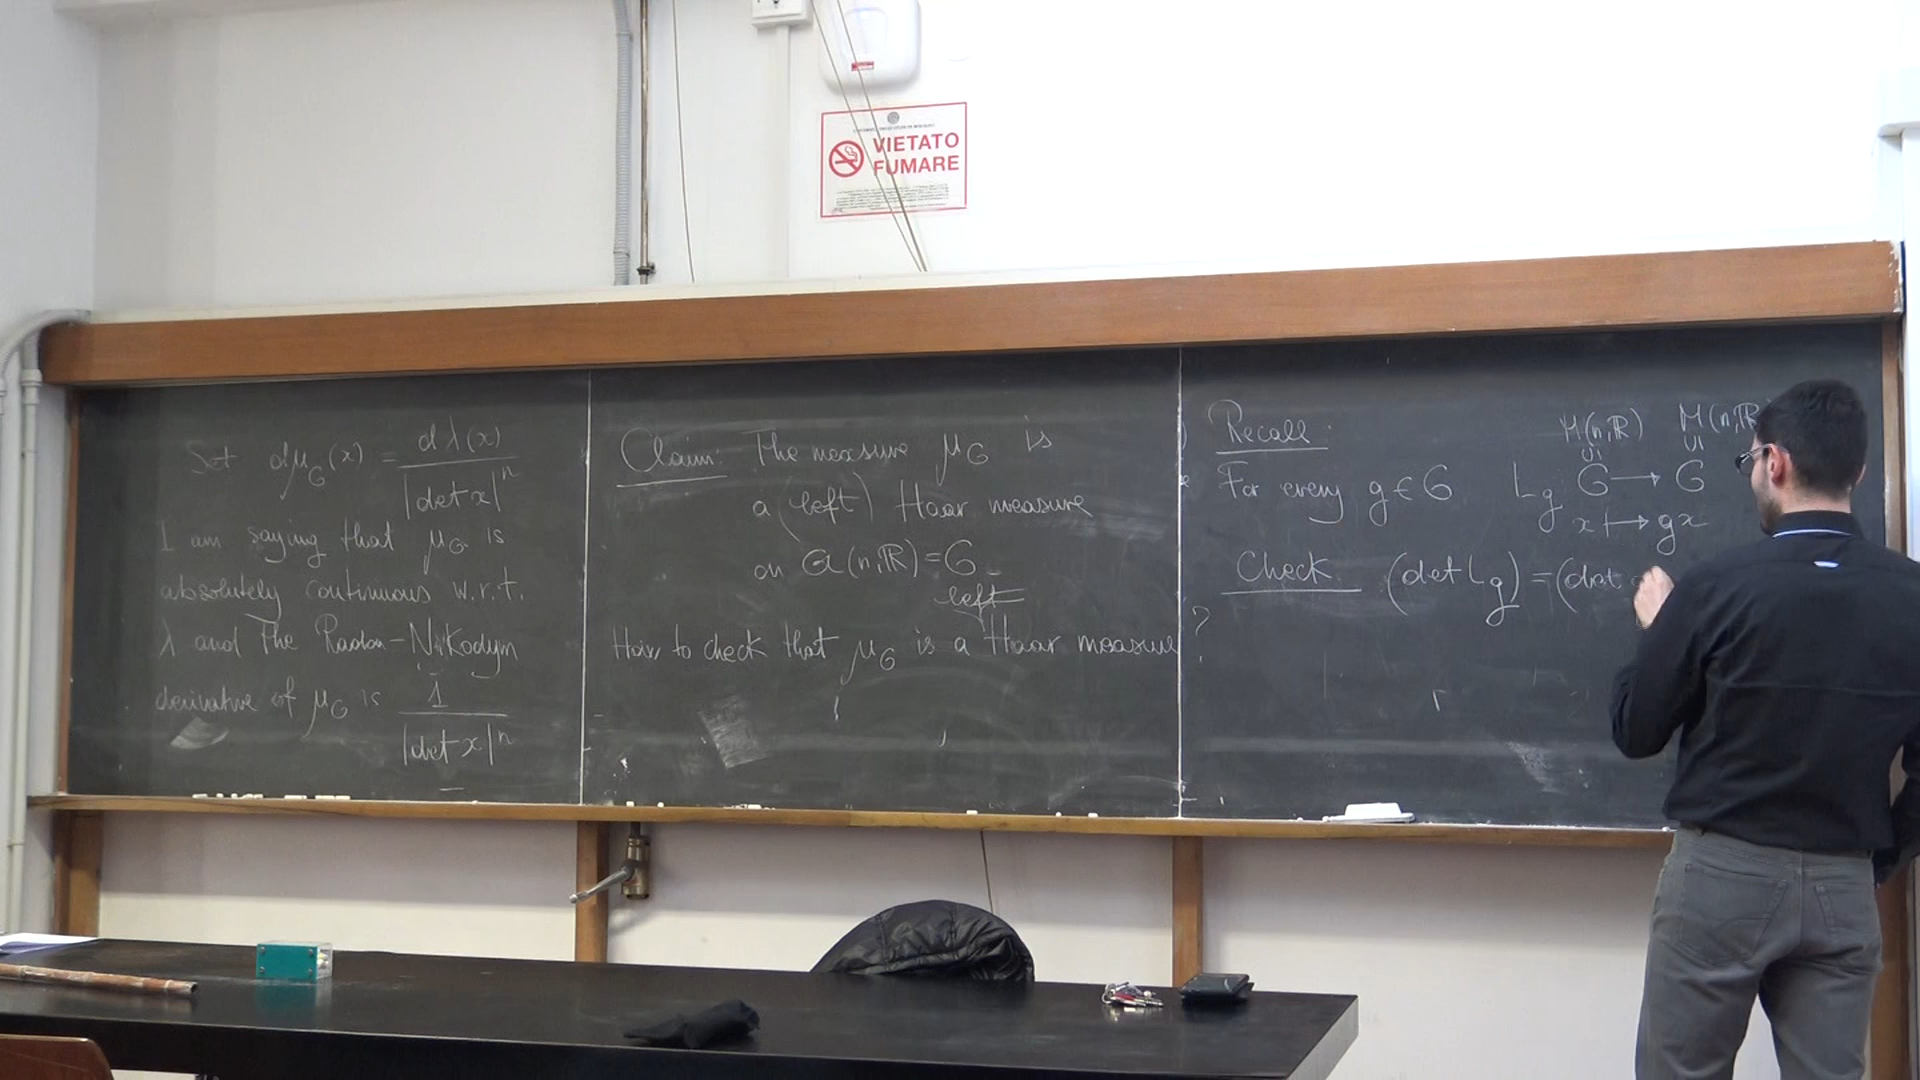 VIETATO
FUMARE
Set dμ_G(x) = dλ(x) / |det x|^n
I am saying that μ_G is
absolutely continuous w.r.t.
λ and the Radon-Nikodym
derivative of μ_G is 1 / |det x|^n
Claim: The measure μ_G is
a (left) Haar measure
on Gl(n,ℝ)=G
left
How to check that μ_G is a Haar measure ?
Recall:
M(n,ℝ) M(n,ℝ)
∪I ∪I
For every g∈G L_g G → G
x ↦ gx
Check (det L_g) = (det